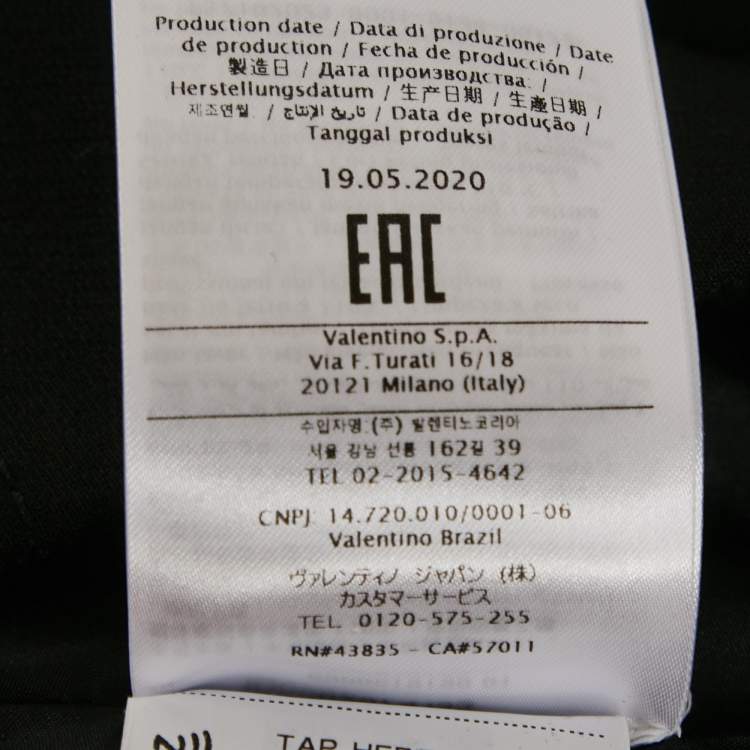 Production date / Data di produzione / Date
de production / Fecha de producción /
製造日 / Дата производства: /
Herstellungsdatum / 生产日期 / 生產日期 /
제조연월 / تاريخ الإنتاج / Data de produção /
Tanggal produksi
19.05.2020
EAC
Valentino S.p.A.
Via F.Turati 16/18
20121 Milano (Italy)
수입자명:(주) 발렌티노코리아
서울 강남 선릉 162길 39
TEL 02-2015-4642
CNPJ 14.720.010/0001-06
Valentino Brazil
ヴァレンティノ ジャパン (株)
カスタマーサービス
TEL 0120-575-255
RN#43835 - CA#57011
TAP HERE